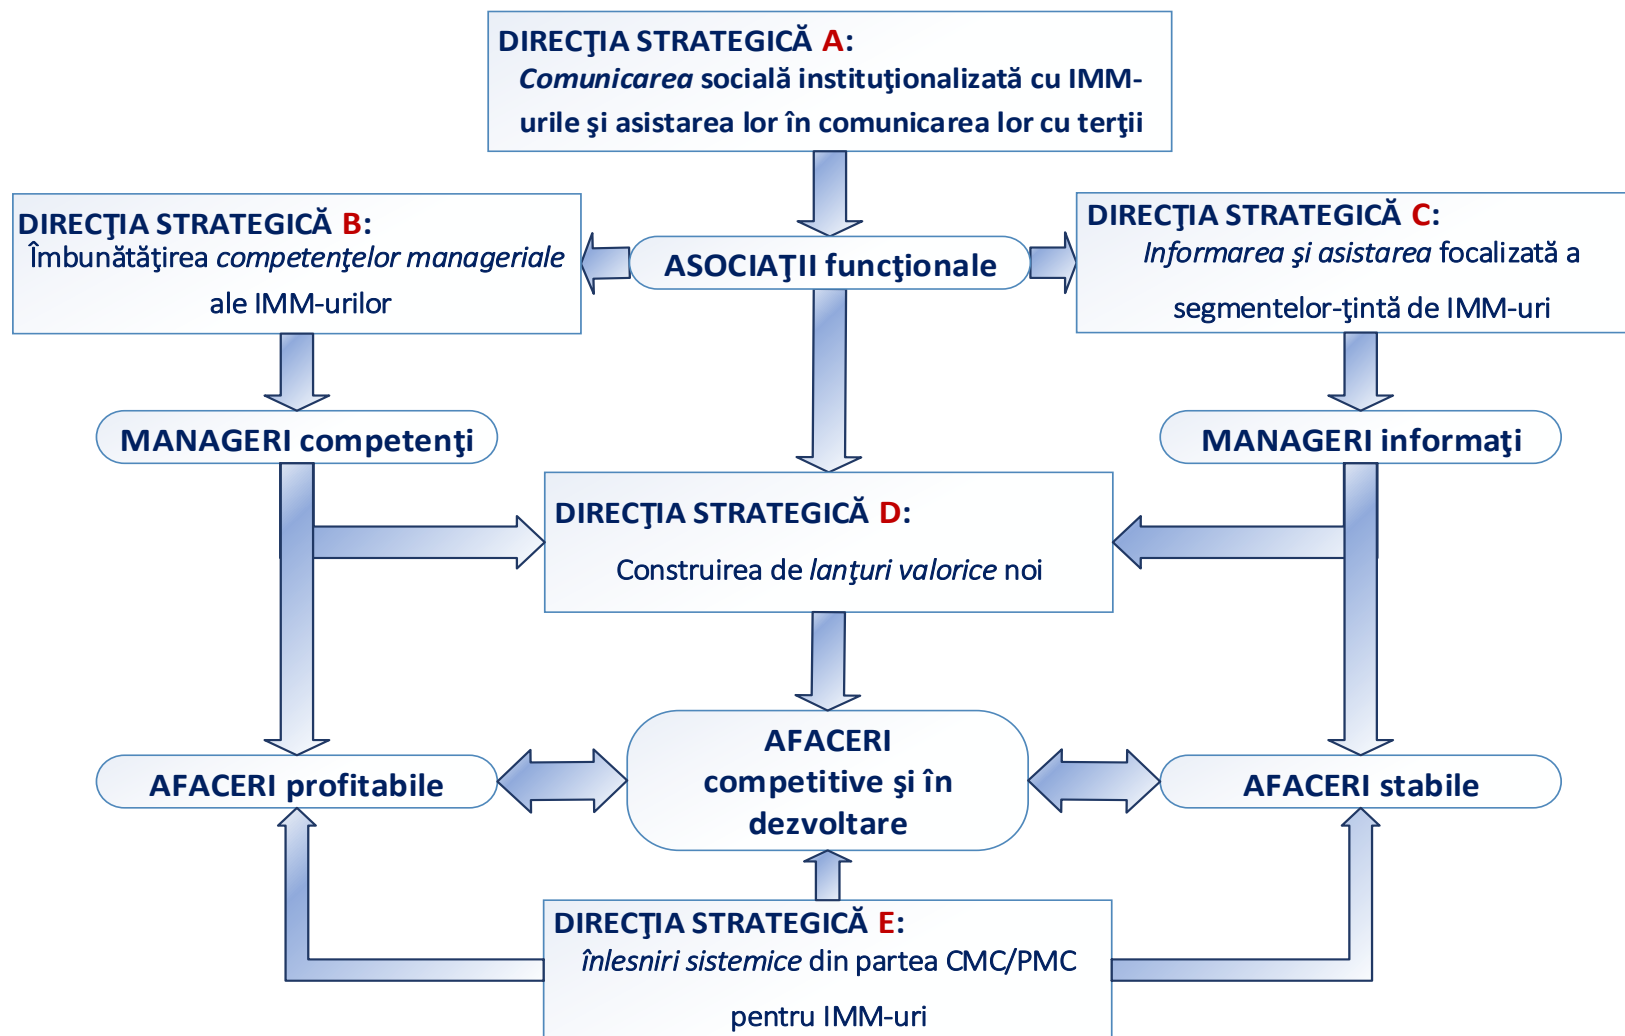 DIRECŢIA STRATEGICĂ A:
Comunicarea socială instituţionalizată cu IMM-
urile şi asistarea lor în comunicarea lor cu terţii
DIRECŢIA STRATEGICĂ B:
Îmbunătăţirea competenţelor manageriale
ale IMM-urilor
ASOCIAŢII funcţionale
DIRECŢIA STRATEGICĂ C:
Informarea şi asistarea focalizată a
segmentelor-ţintă de IMM-uri
MANAGERI competenţi
MANAGERI informaţi
DIRECŢIA STRATEGICĂ D:
Construirea de lanţuri valorice noi
AFACERI profitabile
AFACERI
competitive şi în
dezvoltare
AFACERI stabile
DIRECŢIA STRATEGICĂ E:
înlesniri sistemice din partea CMC/PMC
pentru IMM-uri